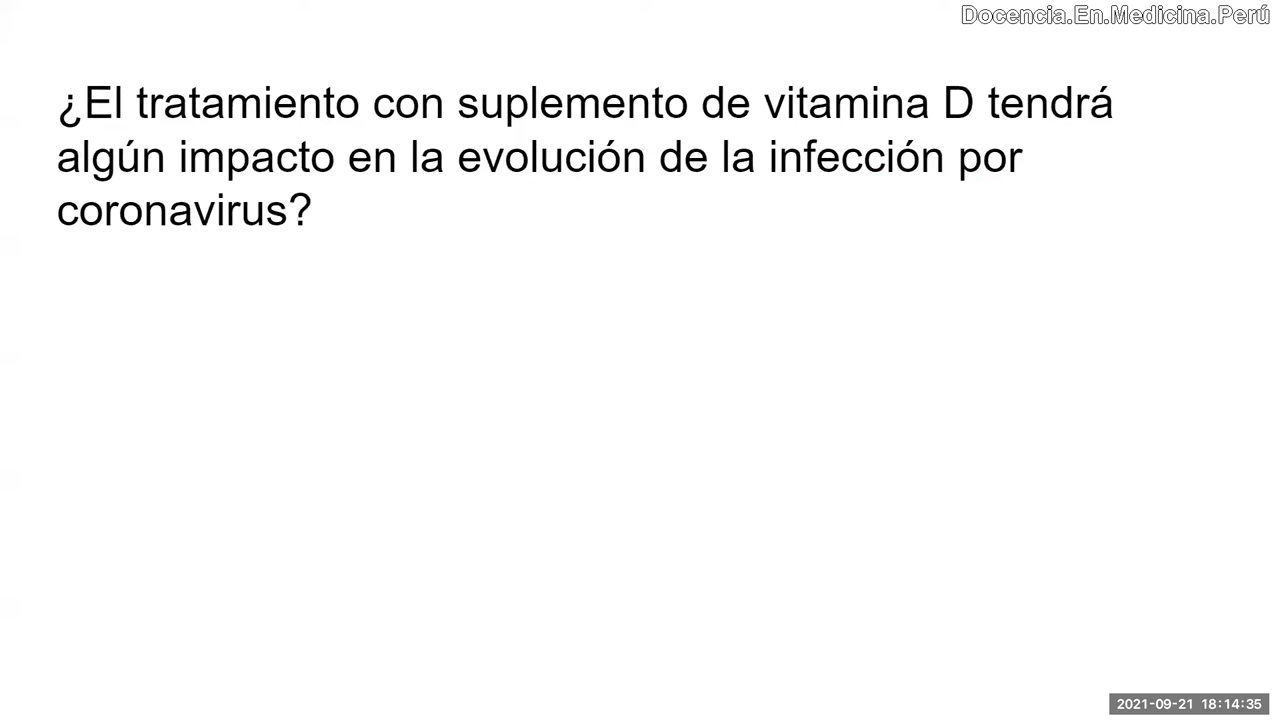 Docencia.En.Medicina.Perú
¿El tratamiento con suplemento de vitamina D tendrá
algún impacto en la evolución de la infección por
coronavirus?
2021-09-21 18:14:35